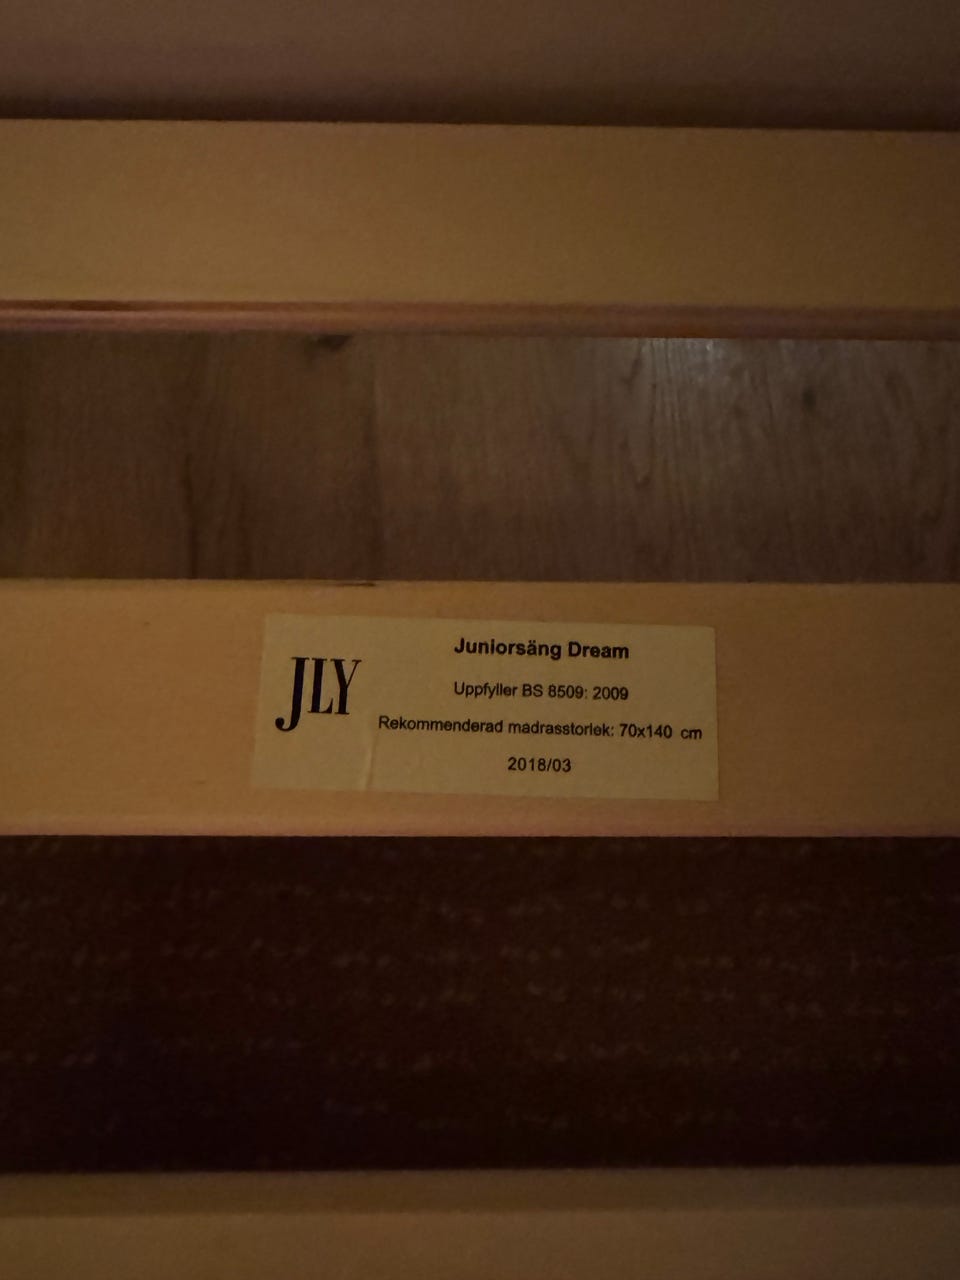 JLY
Juniorsäng Dream
Uppfyller BS 8509: 2009
Rekommenderad madrasstorlek: 70x140 cm
2018/03